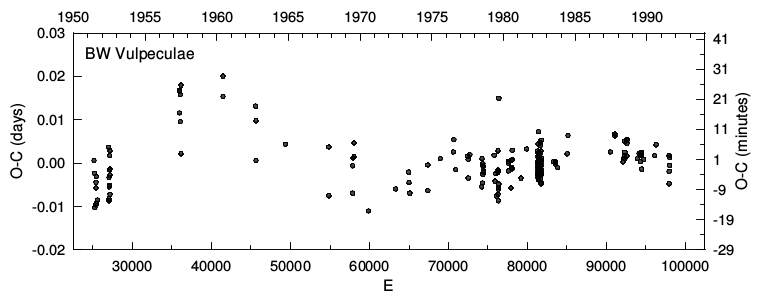 1950 1955 1960 1965 1970 1975 1980 1985 1990
BW Vulpeculae
0.03
0.02
0.01
0.00
-0.01
-0.02
O-C (days)
41
31
21
11
1
-9
-19
-29
O-C (minutes)
30000 40000 50000 60000 70000 80000 90000 100000
E